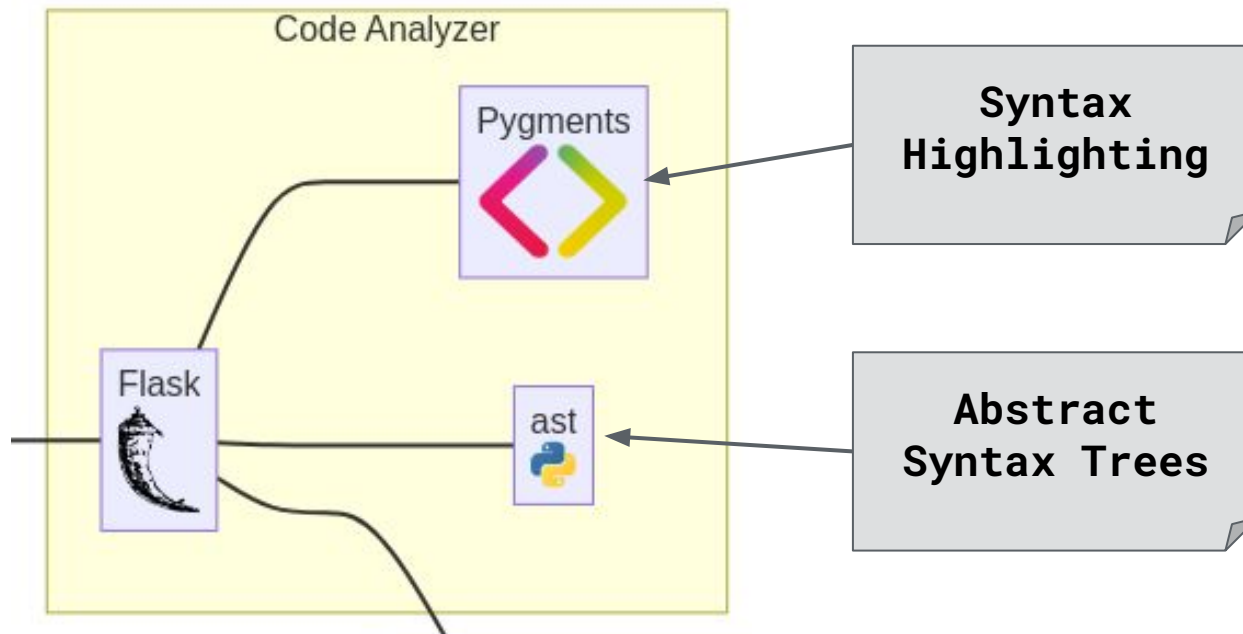 Code Analyzer
Pygments
Syntax
Highlighting
Flask
ast
Abstract
Syntax Trees